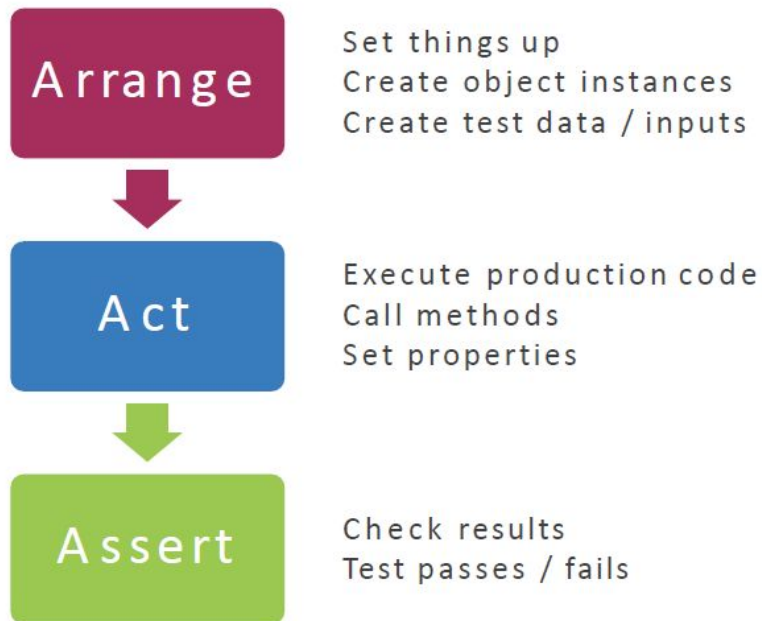 Arrange
Set things up
Create object instances
Create test data / inputs
Act
Execute production code
Call methods
Set properties
Assert
Check results
Test passes / fails